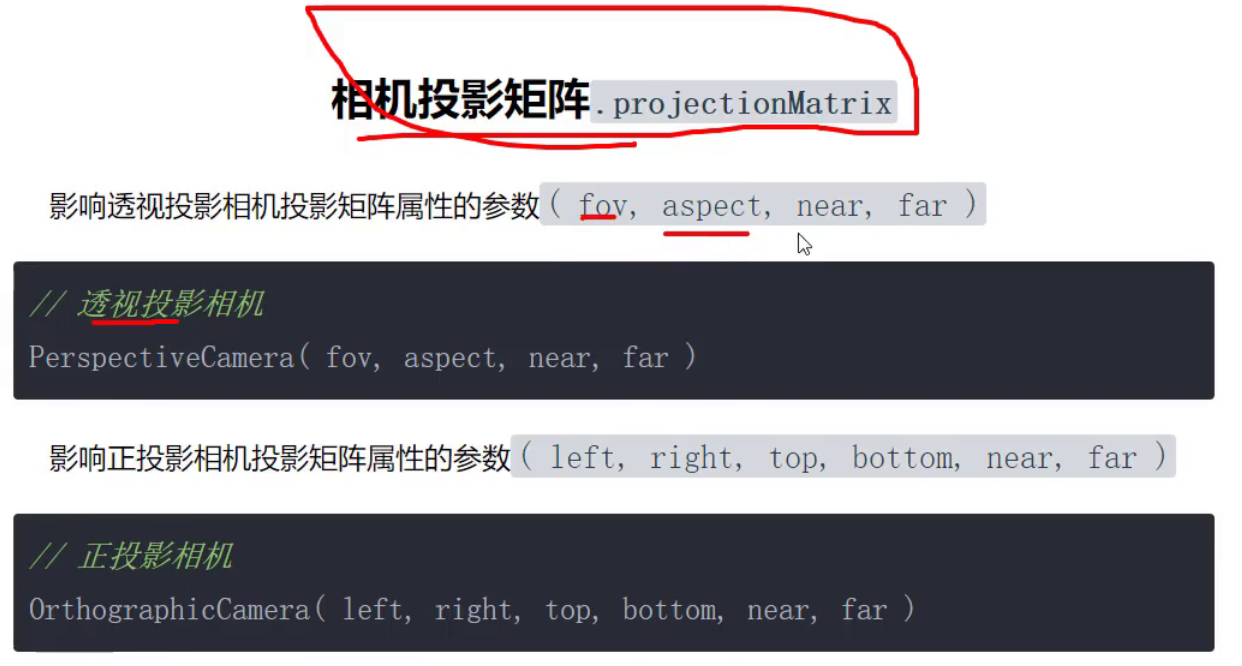 相机投影矩阵.projectionMatrix
影响透视投影相机投影矩阵属性的参数( fov, aspect, near, far )
// 透视投影相机
PerspectiveCamera( fov, aspect, near, far )
影响正投影相机投影矩阵属性的参数( left, right, top, bottom, near, far )
// 正投影相机
OrthographicCamera( left, right, top, bottom, near, far )